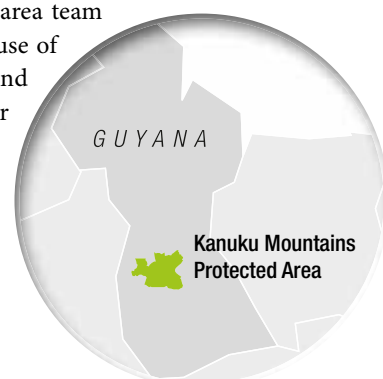 area team
use of
nd
r
GUYANA
Kanuku Mountains
Protected Area